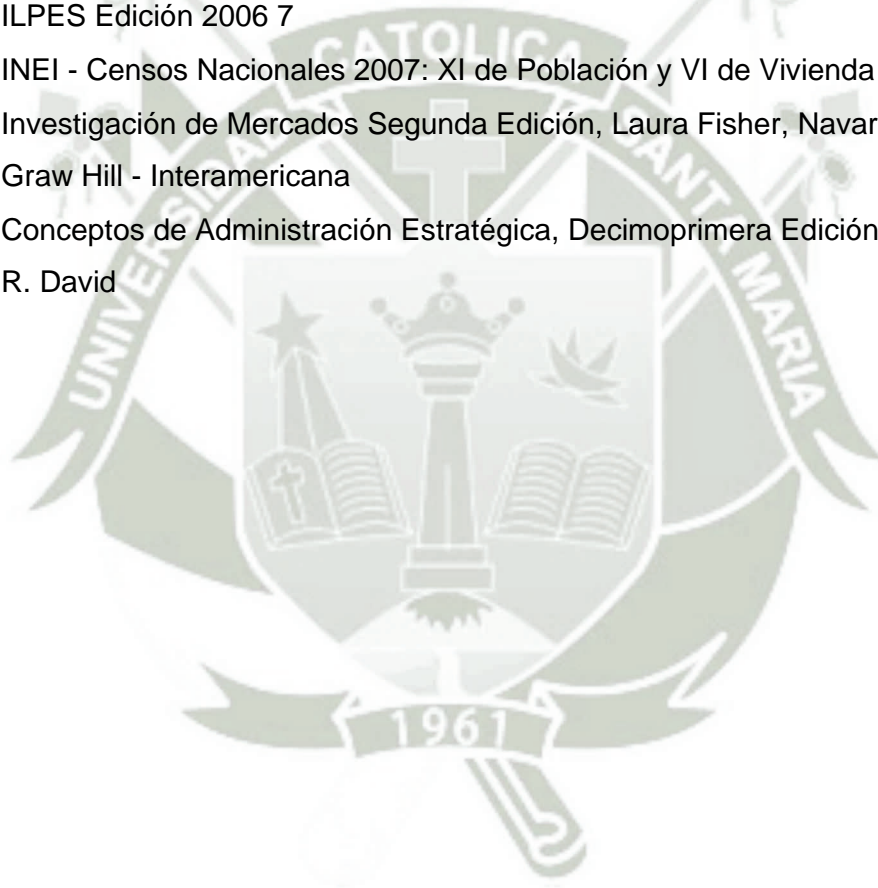 ILPES Edición 2006 7
INEI - Censos Nacionales 2007: XI de Población y VI de Vivienda
Investigación de Mercados Segunda Edición, Laura Fisher, Navar
Graw Hill - Interamericana
Conceptos de Administración Estratégica, Decimoprimera Edición
R. David
UNIVERSIDAD CATOLICA SANTA MARIA
1961